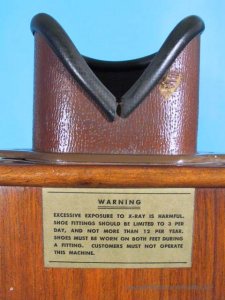 WARNING
EXCESSIVE EXPOSURE TO X-RAY IS HARMFUL.
SHOE FITTINGS SHOULD BE LIMITED TO 3 PER
DAY, AND NOT MORE THAN 12 PER YEAR.
SHOES MUST BE WORN ON BOTH FEET DURING
A FITTING. CUSTOMERS MUST NOT OPERATE
THIS MACHINE.